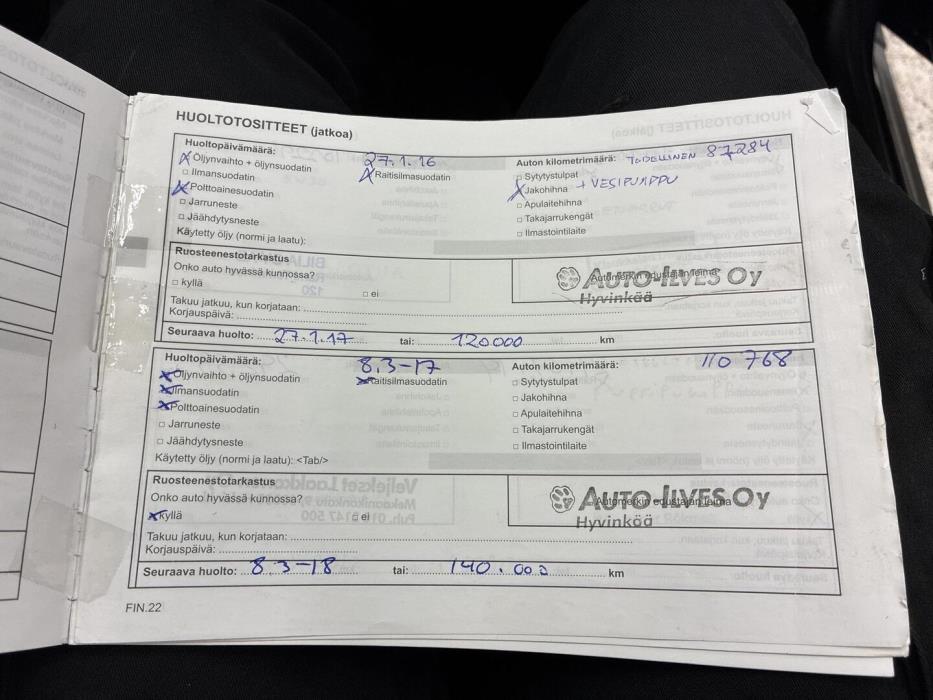 HUOLTOTOSITTEET (jatkoa)
Huoltopäivämäärä: 27.1.16 Auton kilometrimäärä: TODELLINEN 87284
X Öljynvaihto + öljynsuodatin X Raitisilmasuodatin □ Sytytystulpat
□ Ilmansuodatin X Jakohihna + VESIPUMPPU
X Polttoainesuodatin □ Apulaitehihna
□ Jarruneste □ Takajarrukengät
□ Jäähdytysneste □ Ilmastointilaite
Käytetty öljy (normi ja laatu):
Ruosteenestotarkastus
Onko auto hyvässä kunnossa? Automerkin edustajan leima
AUTO-ILVES Oy
□ kyllä □ ei Hyvinkää
Takuu jatkuu, kun korjataan:
Korjauspäivä:
Seuraava huolto: 27.1.17 tai: 120000 km
Huoltopäivämäärä: 8.3-17 Auton kilometrimäärä: 110 768
X Öljynvaihto + öljynsuodatin X Raitisilmasuodatin □ Sytytystulpat
X Ilmansuodatin □ Jakohihna
X Polttoainesuodatin □ Apulaitehihna
□ Jarruneste □ Takajarrukengät
□ Jäähdytysneste □ Ilmastointilaite
Käytetty öljy (normi ja laatu): <Tab/>
Ruosteenestotarkastus
Onko auto hyvässä kunnossa? Automerkin edustajan leima
AUTO-ILVES Oy
X kyllä □ ei Hyvinkää
Takuu jatkuu, kun korjataan:
Korjauspäivä:
Seuraava huolto: 8.3-18 tai: 140.000 km
FIN.22